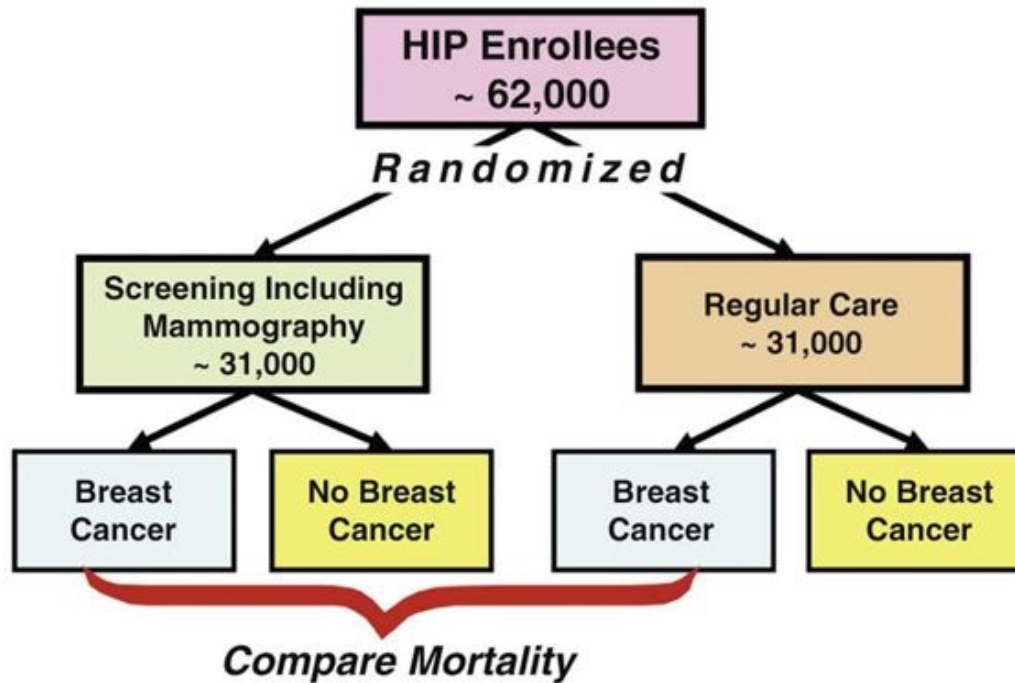 HIP Enrollees
~ 62,000
Randomized
Screening Including
Mammography
~ 31,000
Regular Care
~ 31,000
Breast
Cancer
No Breast
Cancer
Breast
Cancer
No Breast
Cancer
Compare Mortality